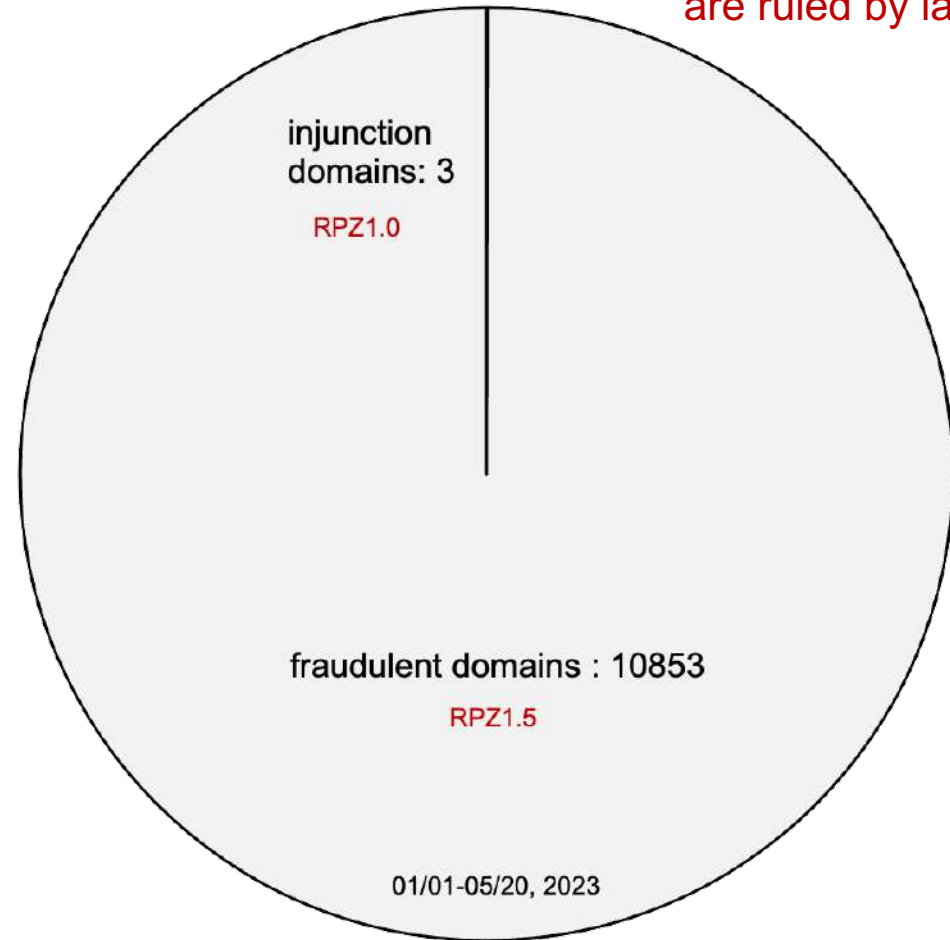 are ruled by
injunction
domains: 3
RPZ1.0
fraudulent domains : 10853
RPZ1.5
01/01-05/20, 2023